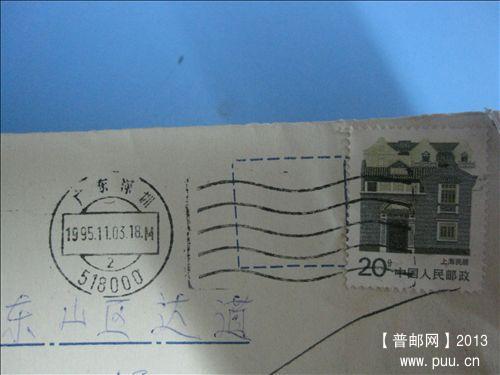 广东深圳
1995.11.03.18.M
2
518000
上海民居
20分
中国人民邮政
东山区达道
【普邮网】2013
www.puu.cn